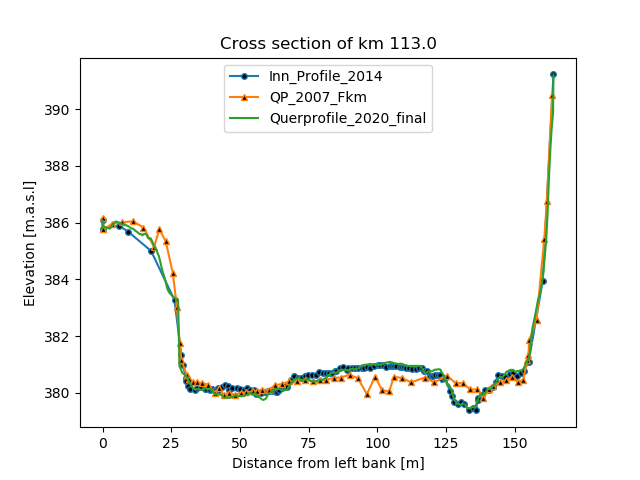 Cross section of km 113.0
Inn_Profile_2014
QP_2007_Fkm
Querprofile_2020_final
Elevation [m.a.s.l]
390
388
386
384
382
380
0 25 50 75 100 125 150
Distance from left bank [m]